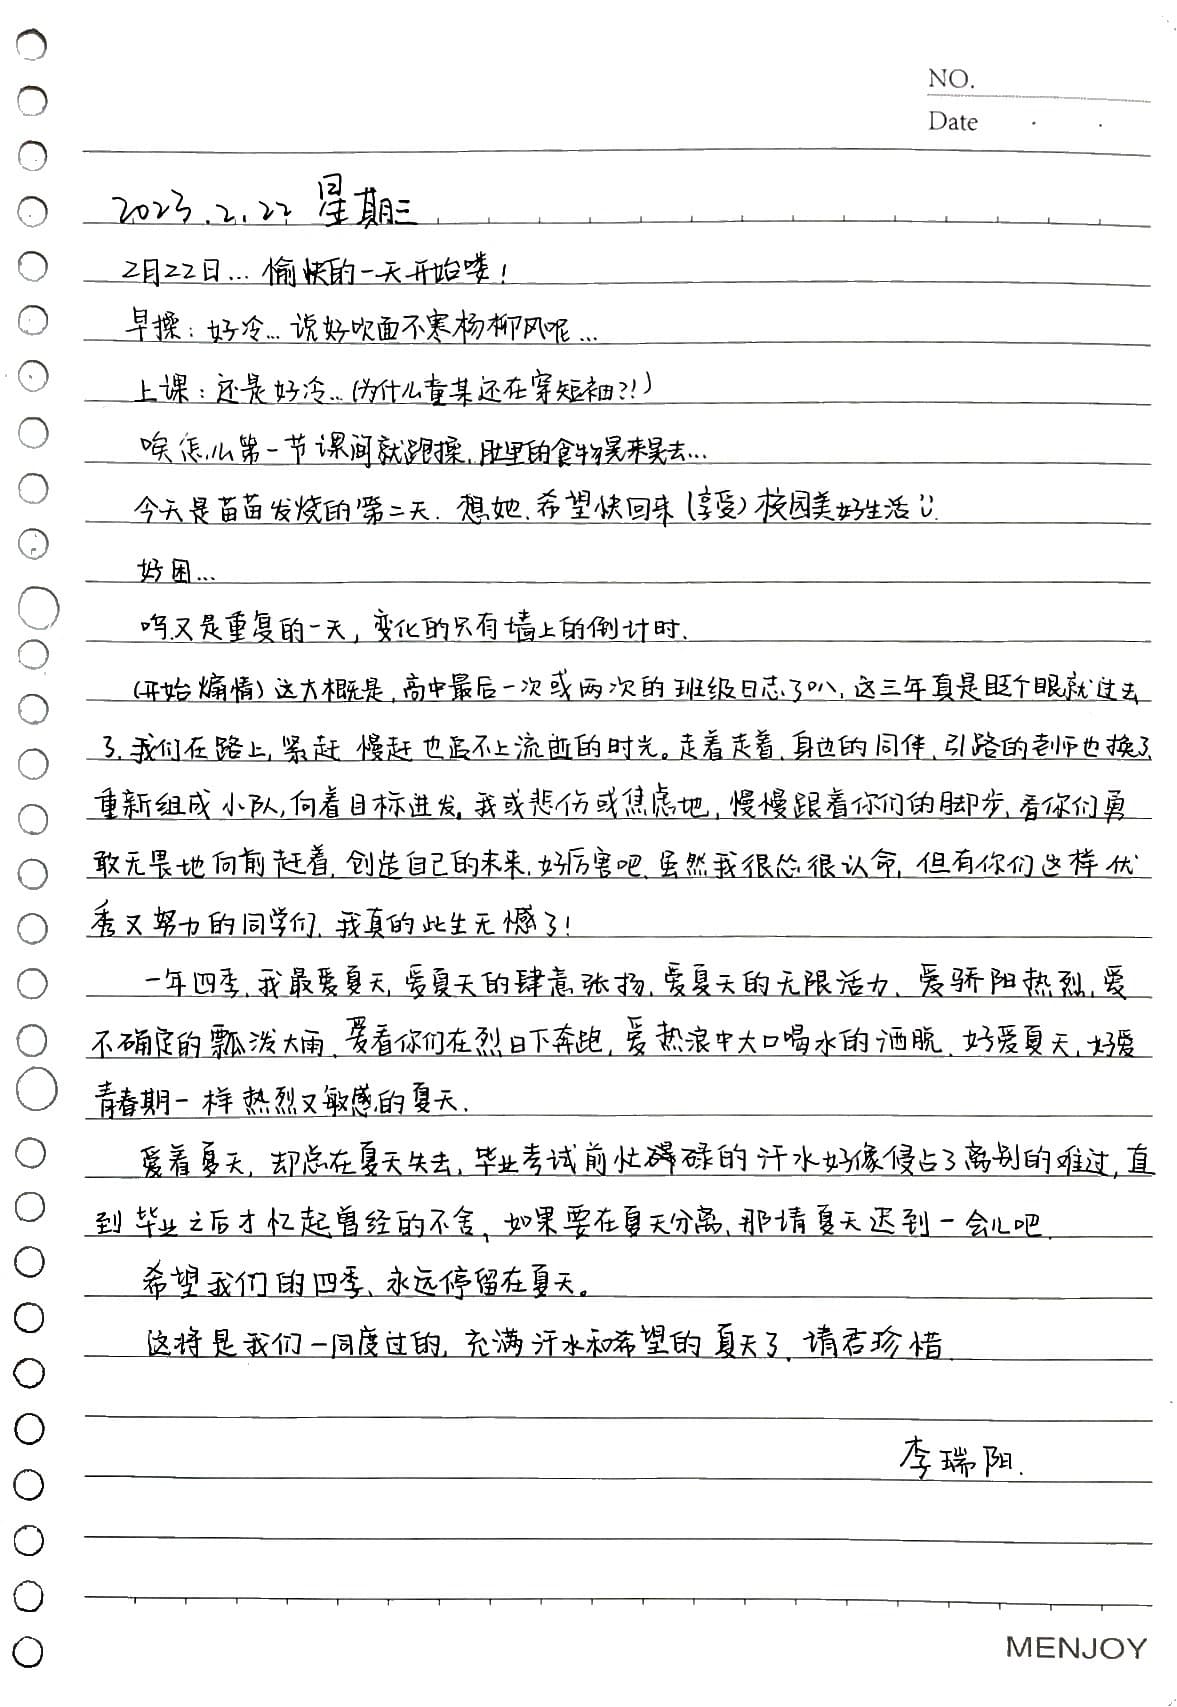 NO.
Date
2023.2.22 星期三
2月22日… 愉快的一天开始喽！
早操：好冷… 说好吹面不寒杨柳风呢…
上课：还是好冷…(为什么童某还在穿短袖?!)
唉怎么第一节课间就跑操，肚里的食物晃来晃去…
今天是苗苗发烧的第二天．想她．希望快回来(享受)校园美好生活
好困…
呜又是重复的一天，变化的只有墙上的倒计时．
(开始煽情)这大概是，高中最后一次或两次的班级日志了叭，这三年真是眨个眼就过去
了．我们在路上，紧赶慢赶也追不上流逝的时光。走着走着，身边的同伴、引路的老师也换了，
重新组成小队，向着目标进发．我或悲伤或焦虑地，慢慢跟着你们的脚步，看你们勇
敢无畏地向前赶着，创造自己的未来．好厉害吧．虽然我很怂很认命，但有你们这样优
秀又努力的同学们．我真的此生无憾了！
一年四季，我最爱夏天，爱夏天的肆意张扬，爱夏天的无限活力、爱骄阳热烈，爱
不确定的瓢泼大雨，爱看你们在烈日下奔跑，爱热浪中大口喝水的洒脱．好爱夏天，好爱
青春期一样热烈又敏感的夏天．
爱着夏天，却总在夏天失去，毕业考试前忙碍碌的汗水好像侵占了离别的难过，直
到毕业之后才忆起曾经的不舍，如果要在夏天分离、那请夏天迟到一会儿吧．
希望我们的四季、永远停留在夏天。
这将是我们一同度过的，充满汗水和希望的夏天了．请君珍惜．
李瑞阳．
MENJOY